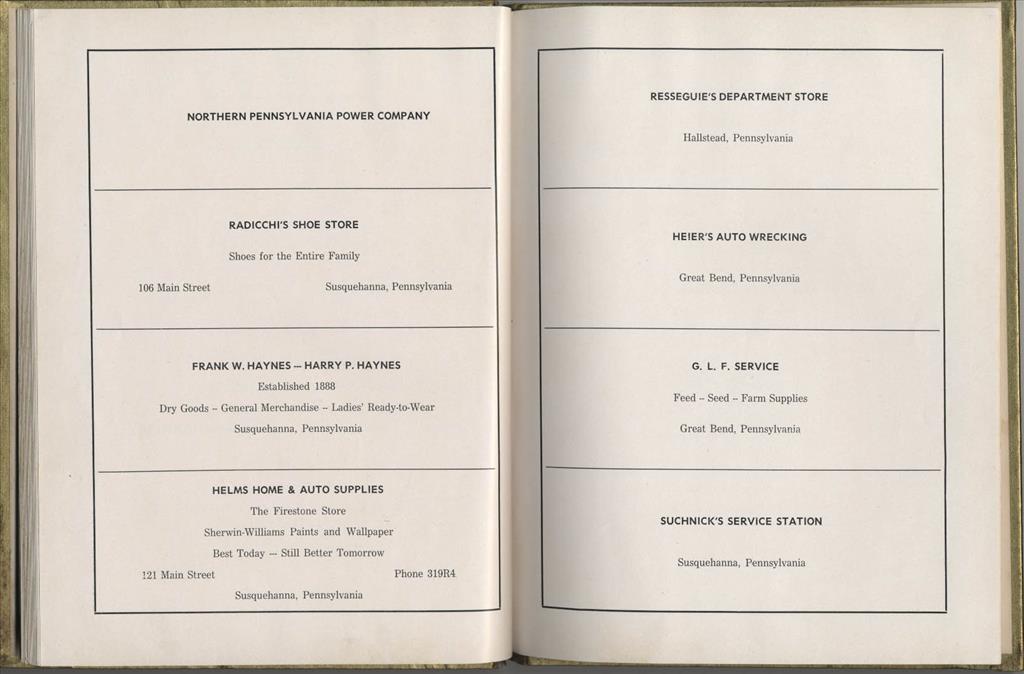 NORTHERN PENNSYLVANIA POWER COMPANY
RADICCHI'S SHOE STORE
Shoes for the Entire Family
106 Main Street Susquehanna, Pennsylvania
FRANK W. HAYNES -- HARRY P. HAYNES
Established 1888
Dry Goods -- General Merchandise -- Ladies' Ready-to-Wear
Susquehanna, Pennsylvania
HELMS HOME & AUTO SUPPLIES
The Firestone Store
Sherwin-Williams Paints and Wallpaper
Best Today -- Still Better Tomorrow
121 Main Street Phone 319R4
Susquehanna, Pennsylvania
RESSEGUIE'S DEPARTMENT STORE
Hallstead, Pennsylvania
HEIER'S AUTO WRECKING
Great Bend, Pennsylvania
G. L. F. SERVICE
Feed -- Seed -- Farm Supplies
Great Bend, Pennsylvania
SUCHNICK'S SERVICE STATION
Susquehanna, Pennsylvania